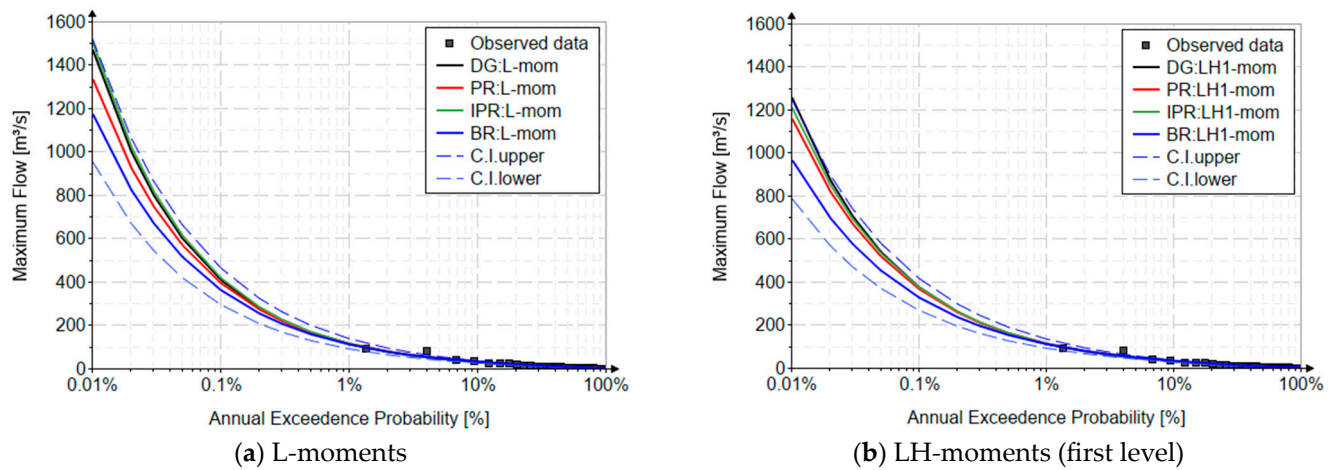 1600
1400
1200
1000
800
600
400
200
0
Maximum Flow [m³/s]
Observed data
DG:L-mom
PR:L-mom
IPR:L-mom
BR:L-mom
C.I.upper
C.I.lower
0.01%
0.1%
1%
10%
100%
Annual Exceedence Probability [%]
(a) L-moments
1600
1400
1200
1000
800
600
400
200
0
Maximum Flow [m³/s]
Observed data
DG:LH1-mom
PR:LH1-mom
IPR:LH1-mom
BR:LH1-mom
C.I.upper
C.I.lower
0.01%
0.1%
1%
10%
100%
Annual Exceedence Probability [%]
(b) LH-moments (first level)